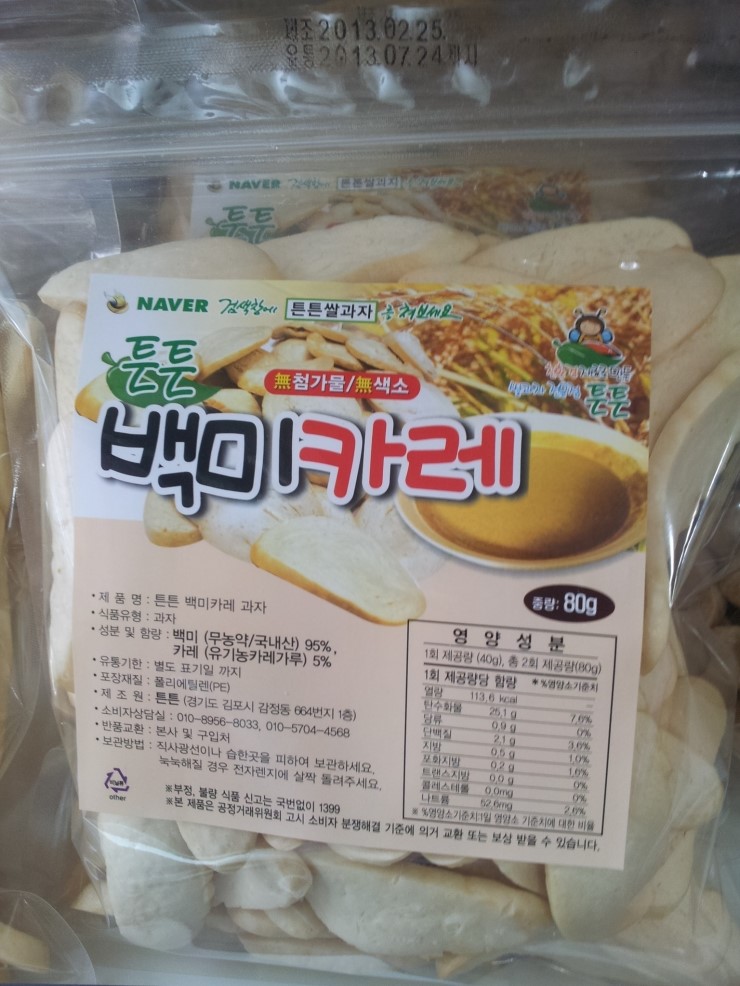 제조2013.02.25.
유통2013.07.24까지
NAVER 튼튼쌀과자
튼튼
NAVER 검색창에 튼튼쌀과자 를 쳐보세요
튼튼
無첨가물/無색소
튼튼
백미카레
중량: 80g
• 제 품 명 : 튼튼 백미카레 과자
• 식품유형 : 과자
• 성분 및 함량 : 백미 (무농약/국내산) 95%,
카레 (유기농카레가루) 5%
• 유통기한 : 별도 표기일 까지
• 포장재질 : 폴리에틸렌(PE)
• 제 조 원 : 튼튼 (경기도 김포시 감정동 664번지 1층)
• 소비자상담실 : 010-8956-8033, 010-5704-4568
• 반품교환 : 본사 및 구입처
• 보관방법 : 직사광선이나 습한곳을 피하여 보관하세요.
눅눅해질 경우 전자렌지에 살짝 돌려주세요.
비닐류
other
※부정, 불량 식품 신고는 국번없이 1399
※본 제품은 공정거래위원회 고시 소비자 분쟁해결 기준에 의거 교환 또는 보상 받을 수 있습니다.
영 양 성 분
1회 제공량 (40g), 총 2회 제공량(80g)
1회 제공량당 함량 *%영양소기준치
열량 113,6 kcal –
탄수화물 25,1 g 7,6%
당류 0,9 g 0%
단백질 2,1 g 3,6%
지방 0,5 g 1,0%
포화지방 0,2 g 1,6%
트랜스지방 0,0 g
콜레스테롤 0,0mg 0%
나트륨 52,6mg 2,6%
* %영양소기준치:1일 영양소 기준치에 대한 비율